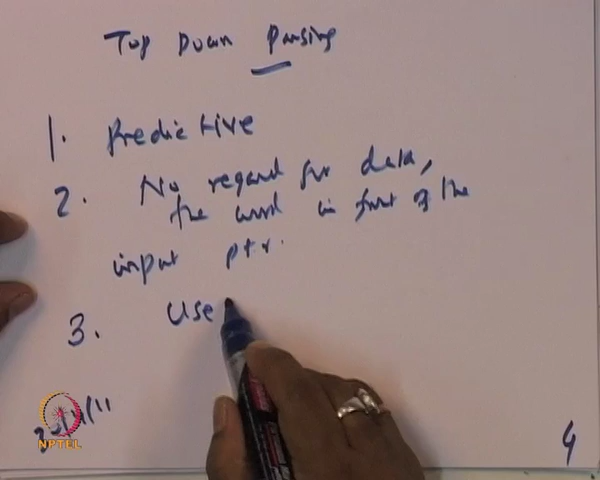 Top Down Parsing
1. Predictive
2. No regard for data,
the word in front of the
input ptr.
3. Use
NPTEL
4